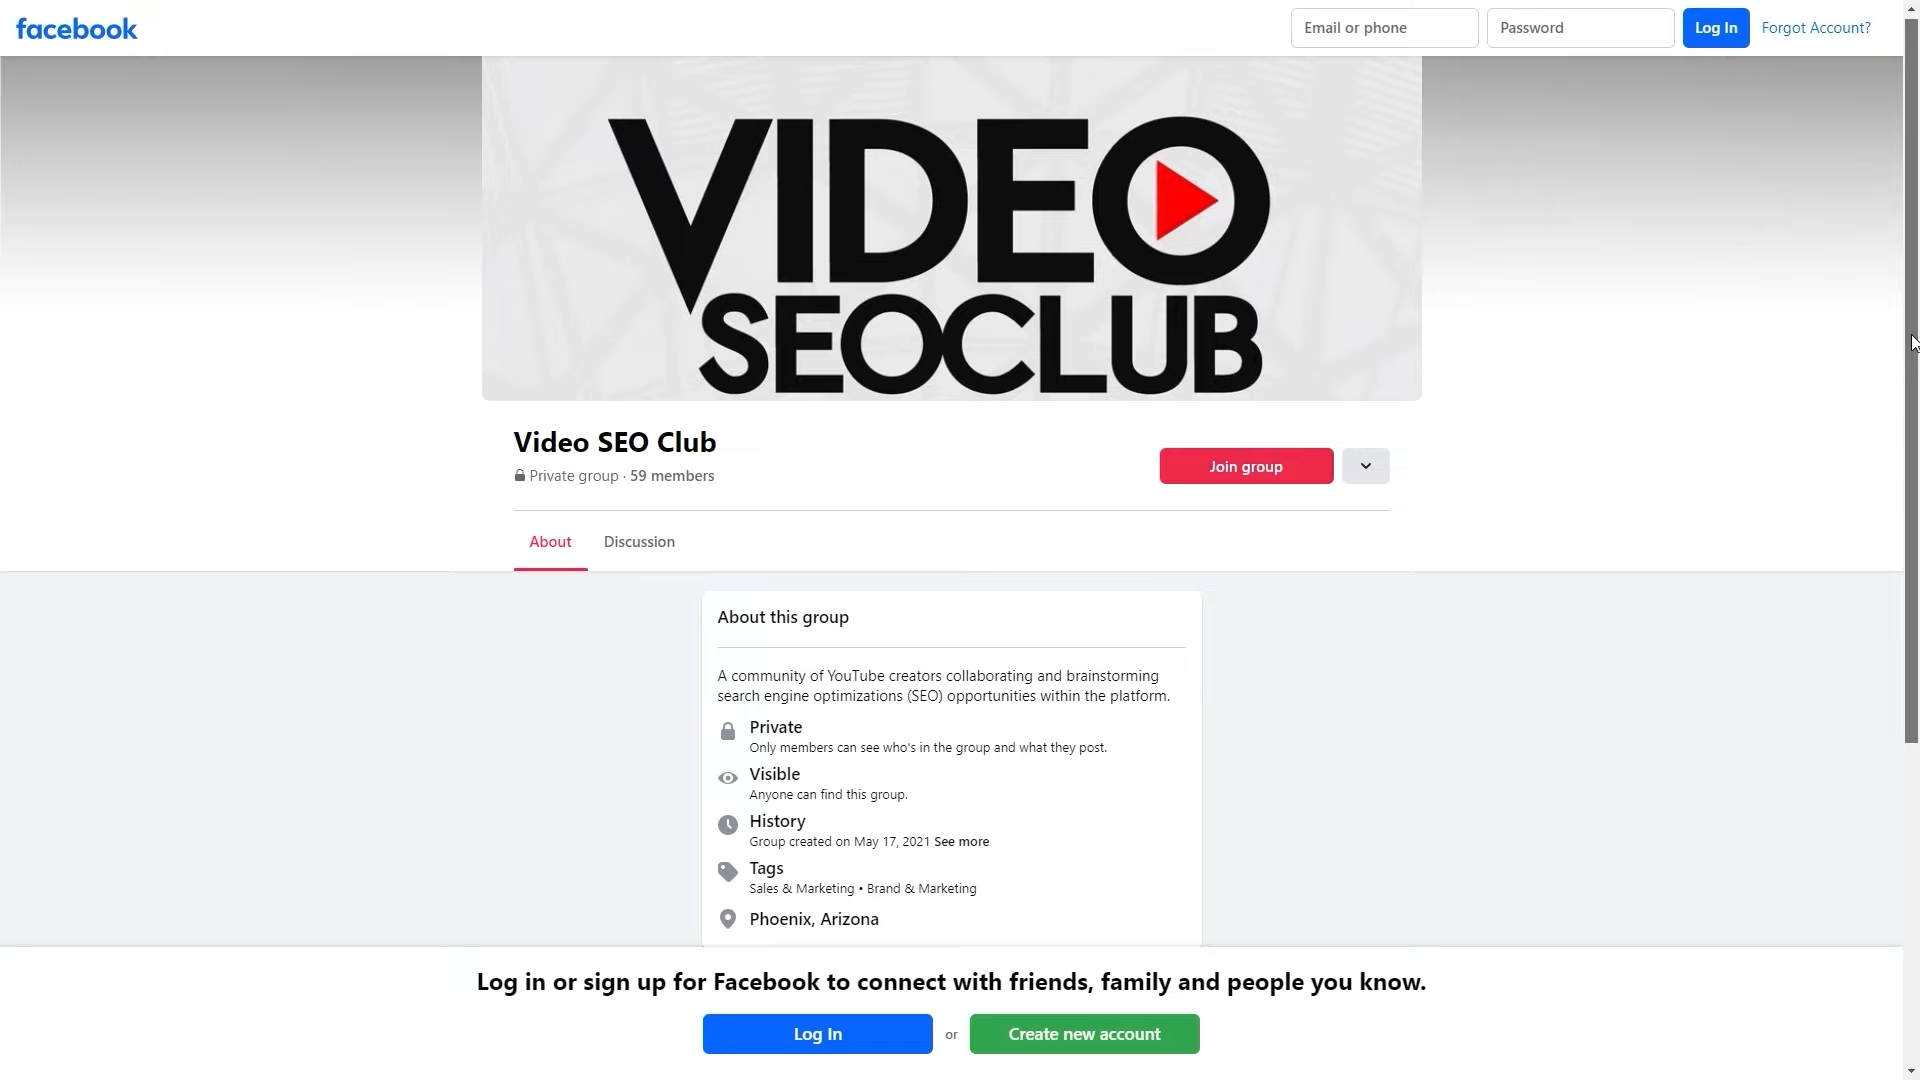 facebook
Email or phone
Password
Log In
Forgot Account?
VIDEO
SEOCLUB
Video SEO Club
Private group · 59 members
Join group
About
Discussion
About this group
A community of YouTube creators collaborating and brainstorming
search engine optimizations (SEO) opportunities within the platform.
Private
Only members can see who's in the group and what they post.
Visible
Anyone can find this group.
History
Group created on May 17, 2021 See more
Tags
Sales & Marketing • Brand & Marketing
Phoenix, Arizona
Log in or sign up for Facebook to connect with friends, family and people you know.
Log In
or
Create new account